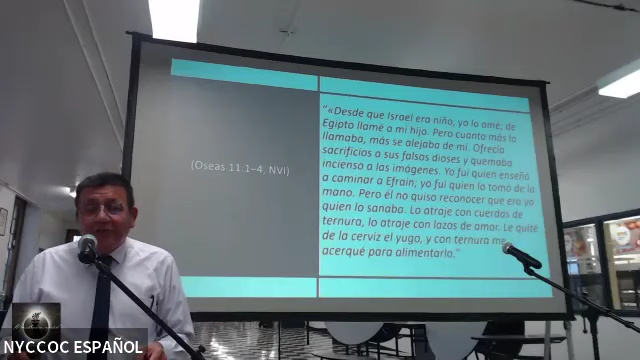 (Oseas 11.1–4, NVI)
“«Desde que Israel era niño, yo lo amé; de
Egipto llamé a mi hijo. Pero cuanto más lo
llamaba, más se alejaba de mí. Ofrecía
sacrificios a sus falsos dioses y quemaba
incienso a las imágenes. Yo fui quien enseñó
a caminar a Efraín; yo fui quien lo tomó de la
mano. Pero él no quiso reconocer que era yo
quien lo sanaba. Lo atraje con cuerdas de
ternura, lo atraje con lazos de amor. Le quité
de la cerviz el yugo, y con ternura me
acerqué para alimentarlo.”
NYCCOC ESPAÑOL